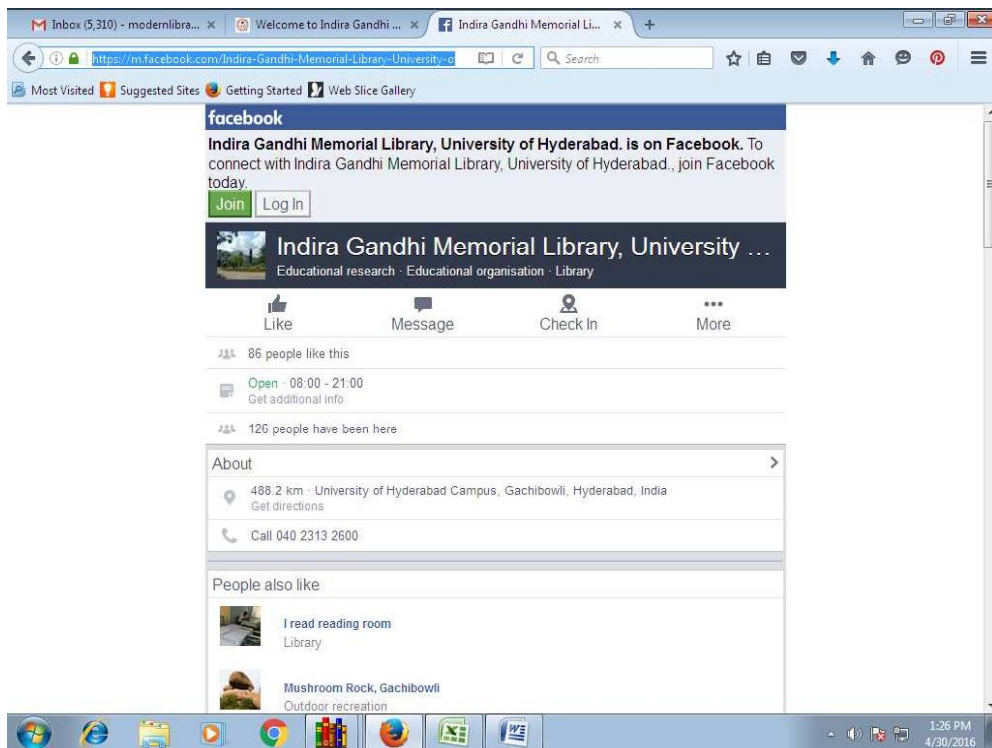 Inbox (5,310) - modernlibra... ×
Welcome to Indira Gandhi ... ×
Indira Gandhi Memorial Li... ×
https://m.facebook.com/Indira-Gandhi-Memorial-Library-University-o
Search
Most Visited
Suggested Sites
Getting Started
Web Slice Gallery
facebook
Indira Gandhi Memorial Library, University of Hyderabad. is on Facebook. To
connect with Indira Gandhi Memorial Library, University of Hyderabad., join Facebook
today.
Join Log In
Indira Gandhi Memorial Library, University ...
Educational research · Educational organisation · Library
Like Message Check In More
86 people like this
Open · 08:00 - 21:00
Get additional info
126 people have been here
About
488.2 km · University of Hyderabad Campus, Gachibowli, Hyderabad, India
Get directions
Call 040 2313 2600
People also like
I read reading room
Library
Mushroom Rock, Gachibowli
Outdoor recreation
1:26 PM
4/30/2016